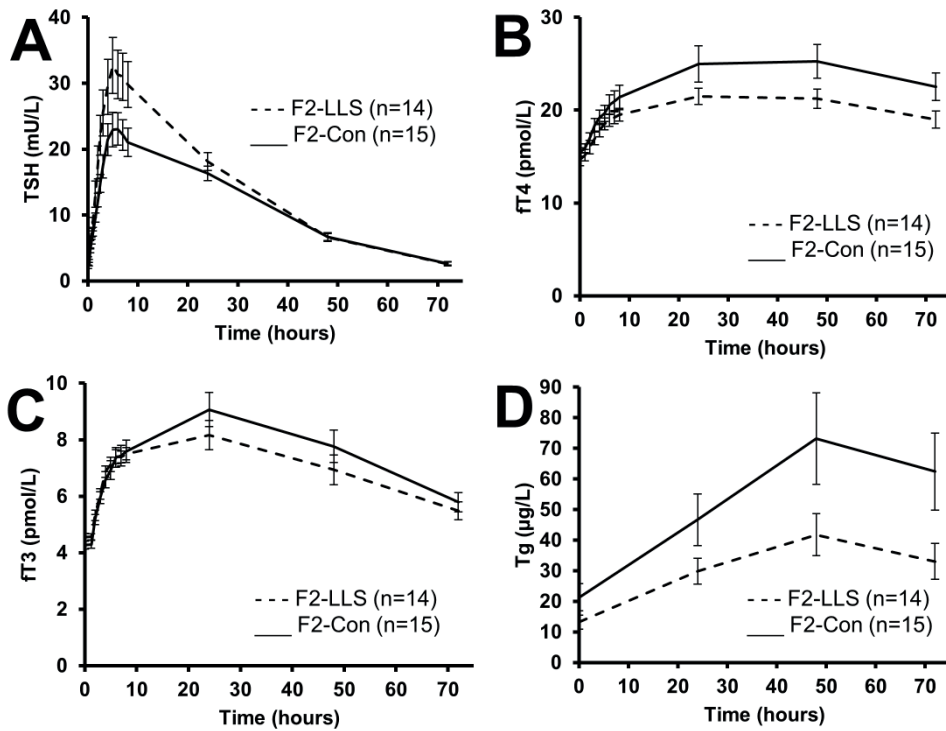 A
TSH (mU/L)
40
30
20
10
0
F2-LLS (n=14)
F2-Con (n=15)
0 10 20 30 40 50 60 70
Time (hours)
B
fT4 (pmol/L)
30
20
10
0
F2-LLS (n=14)
F2-Con (n=15)
0 10 20 30 40 50 60 70
Time (hours)
C
fT3 (pmol/L)
10
8
6
4
2
0
F2-LLS (n=14)
F2-Con (n=15)
0 10 20 30 40 50 60 70
Time (hours)
D
Tg (µg/L)
90
80
70
60
50
40
30
20
10
0
F2-LLS (n=14)
F2-Con (n=15)
0 10 20 30 40 50 60 70
Time (hours)